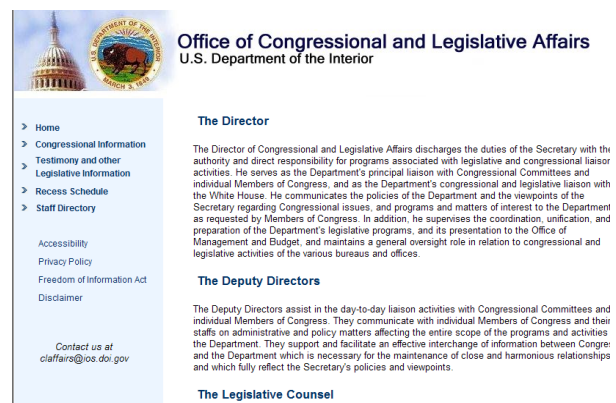 U.S. DEPARTMENT OF THE INTERIOR
MARCH 3, 1849
Office of Congressional and Legislative Affairs
U.S. Department of the Interior
Home
Congressional Information
Testimony and other
Legislative Information
Recess Schedule
Staff Directory
Accessibility
Privacy Policy
Freedom of Information Act
Disclaimer
Contact us at
claffairs@ios.doi.gov
The Director
The Director of Congressional and Legislative Affairs discharges the duties of the Secretary with the
authority and direct responsibility for programs associated with legislative and congressional liaison
activities. He serves as the Department's principal liaison with Congressional Committees and
individual Members of Congress, and as the Department's congressional and legislative liaison with
the White House. He communicates the policies of the Department and the viewpoints of the
Secretary regarding Congressional issues, and programs and matters of interest to the Department
as requested by Members of Congress. In addition, he supervises the coordination, unification, and
preparation of the Department's legislative programs, and its presentation to the Office of
Management and Budget, and maintains a general oversight role in relation to congressional and
legislative activities of the various bureaus and offices.
The Deputy Directors
The Deputy Directors assist in the day-to-day liaison activities with Congressional Committees and
individual Members of Congress. They communicate with individual Members of Congress and their
staffs on administrative and policy matters affecting the entire scope of the programs and activities
the Department. They support and facilitate an effective interchange of information between Congres
and the Department which is necessary for the maintenance of close and harmonious relationships
and which fully reflect the Secretary's policies and viewpoints.
The Legislative Counsel